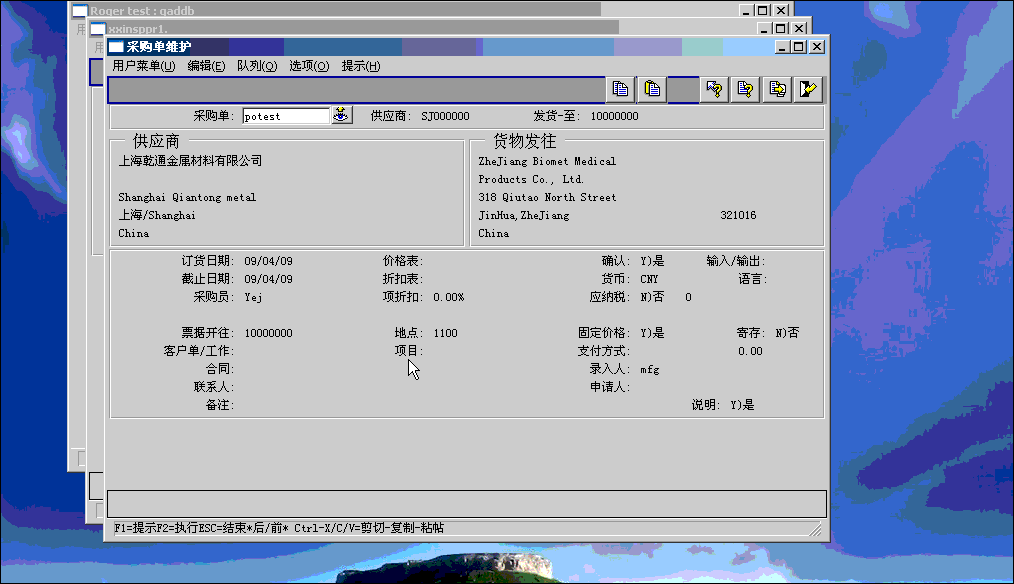 Roger test : qaddb
用
xxinsppr1.
用
采购单维护
用户菜单(U) 编辑(E) 队列(Q) 选项(O) 提示(H)
采购单: potest 供应商: SJ000000 发货-至: 10000000
供应商 货物发往
上海乾通金属材料有限公司 ZheJiang Biomet Medical
Products Co., Ltd.
Shanghai Qiantong metal 318 Qiutao North Street
上海/Shanghai JinHua,ZheJiang 321016
China China
订货日期: 09/04/09 价格表: 确认: Y)是 输入/输出:
截止日期: 09/04/09 折扣表: 货币: CNY 语言:
采购员: Yej 项折扣: 0.00% 应纳税: N)否 0
票据开往: 10000000 地点: 1100 固定价格: Y)是 寄存: N)否
客户单/工作: 项目: 支付方式: 0.00
合同: 录入人: mfg
联系人: 申请人:
备注: 说明: Y)是
F1=提示F2=执行ESC=结束*后/前* Ctrl-X/C/V=剪切-复制-粘帖